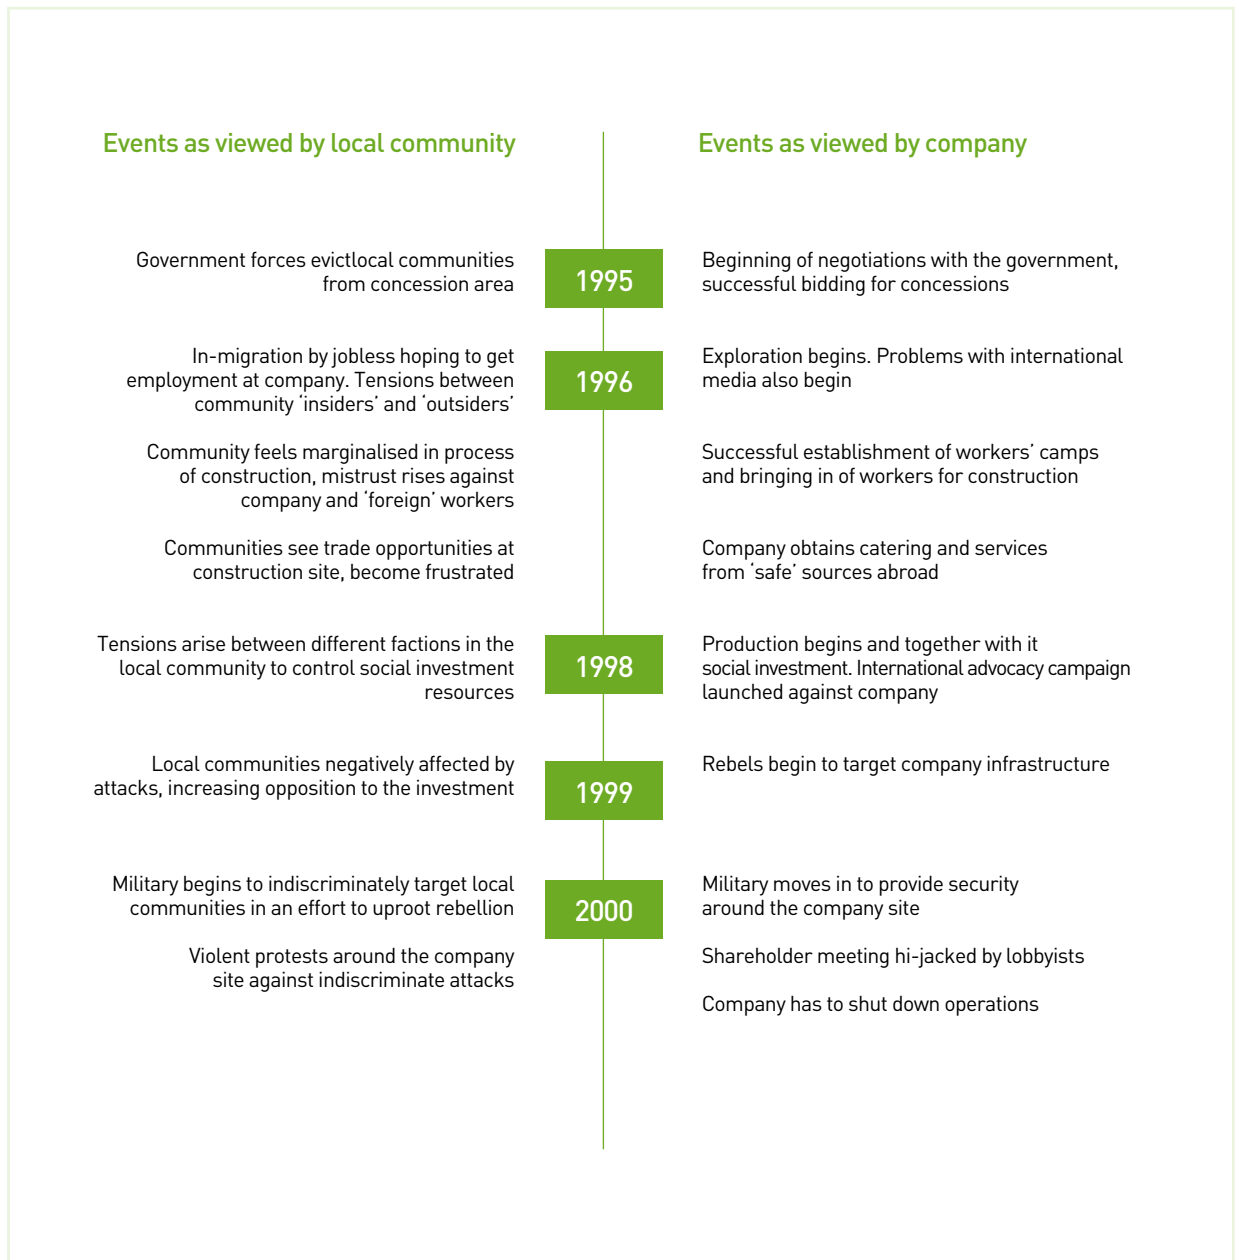 Events as viewed by local community
Events as viewed by company
Government forces evictlocal communities
from concession area
1995
Beginning of negotiations with the government,
successful bidding for concessions
In-migration by jobless hoping to get
employment at company. Tensions between
community ‘insiders’ and ‘outsiders’
1996
Exploration begins. Problems with international
media also begin
Community feels marginalised in process
of construction, mistrust rises against
company and ‘foreign’ workers
Successful establishment of workers’ camps
and bringing in of workers for construction
Communities see trade opportunities at
construction site, become frustrated
Company obtains catering and services
from ‘safe’ sources abroad
Tensions arise between different factions in the
local community to control social investment
resources
1998
Production begins and together with it
social investment. International advocacy campaign
launched against company
Local communities negatively affected by
attacks, increasing opposition to the investment
1999
Rebels begin to target company infrastructure
Military begins to indiscriminately target local
communities in an effort to uproot rebellion
2000
Military moves in to provide security
around the company site
Violent protests around the company
site against indiscriminate attacks
Shareholder meeting hi-jacked by lobbyists
Company has to shut down operations